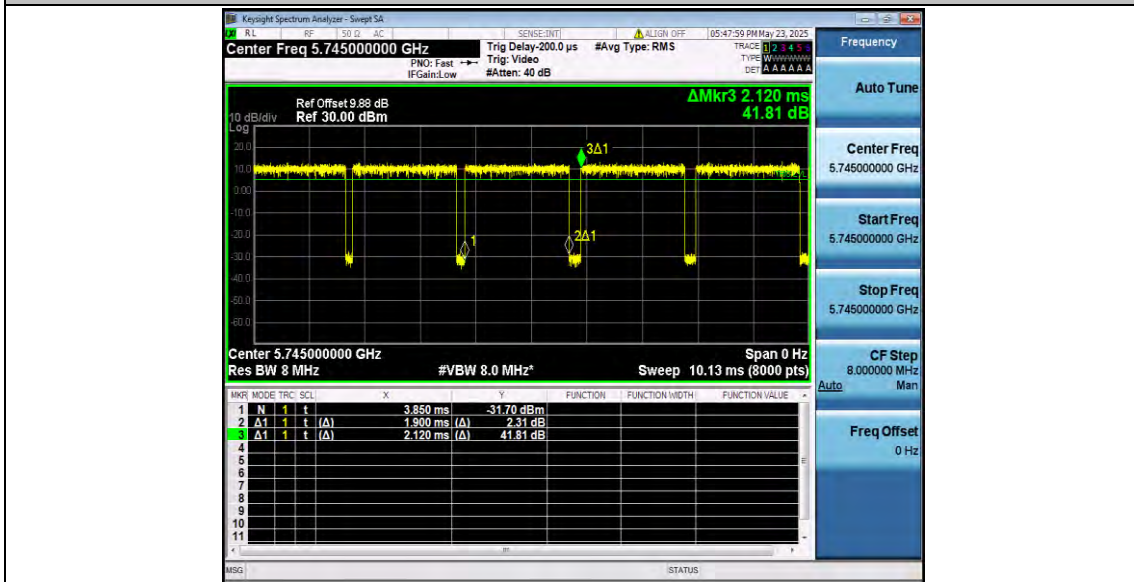 Keysight Spectrum Analyzer - Swept SA
RL RF 50 Ω AC SENSE:INT ALIGN OFF 05:47:59 PM May 23, 2025
Center Freq 5.745000000 GHz Trig Delay-200.0 µs #Avg Type: RMS TRACE 1 2 3 4 5 6
PNO: Fast Trig: Video TYPE WWWWWW
IFGain:Low #Atten: 40 dB DET A A A A A A
ΔMkr3 2.120 ms
41.81 dB
Ref Offset 9.88 dB
10 dB/div Ref 30.00 dBm
Log
20.0
10.0
0.00
-10.0
-20.0
-30.0
-40.0
-50.0
-60.0
3Δ1
1
2Δ1
Center 5.745000000 GHz Span 0 Hz
Res BW 8 MHz #VBW 8.0 MHz* Sweep 10.13 ms (8000 pts)
MKR MODE TRC SCL X Y FUNCTION FUNCTION WIDTH FUNCTION VALUE
1 N 1 t 3.850 ms -31.70 dBm
2 Δ1 1 t (Δ) 1.900 ms (Δ) 2.31 dB
3 Δ1 1 t (Δ) 2.120 ms (Δ) 41.81 dB
4
5
6
7
8
9
10
11
MSG STATUS
Frequency
Auto Tune
Center Freq
5.745000000 GHz
Start Freq
5.745000000 GHz
Stop Freq
5.745000000 GHz
CF Step
8.000000 MHz
Auto Man
Freq Offset
0 Hz